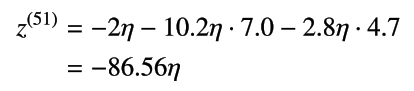 z⁽⁵¹⁾ = −2η − 10.2η · 7.0 − 2.8η · 4.7
= −86.56η